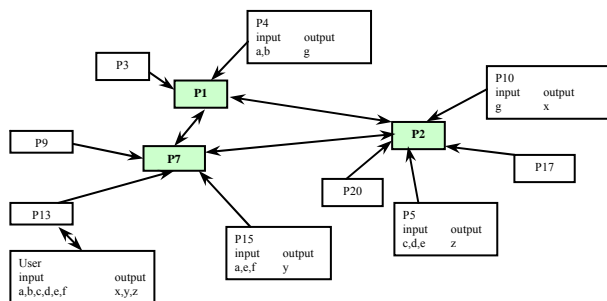 P4
input output
a,b g
P3
P1
P10
input output
g x
P2
P9
P7
P17
P20
P13
P5
input output
c,d,e z
P15
input output
a,e,f y
User
input output
a,b,c,d,e,f x,y,z